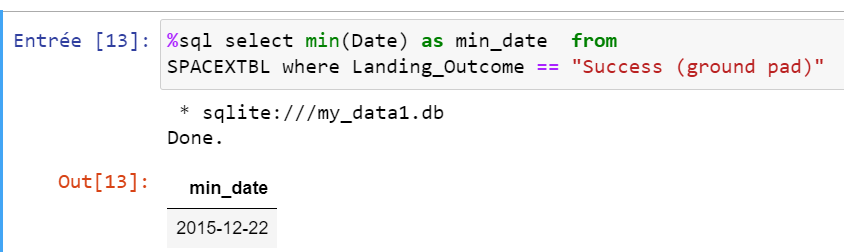 Entrée [13]: %sql select min(Date) as min_date  from
SPACEXTBL where Landing_Outcome == "Success (ground pad)"
* sqlite:///my_data1.db
Done.
Out[13]:
min_date
2015-12-22